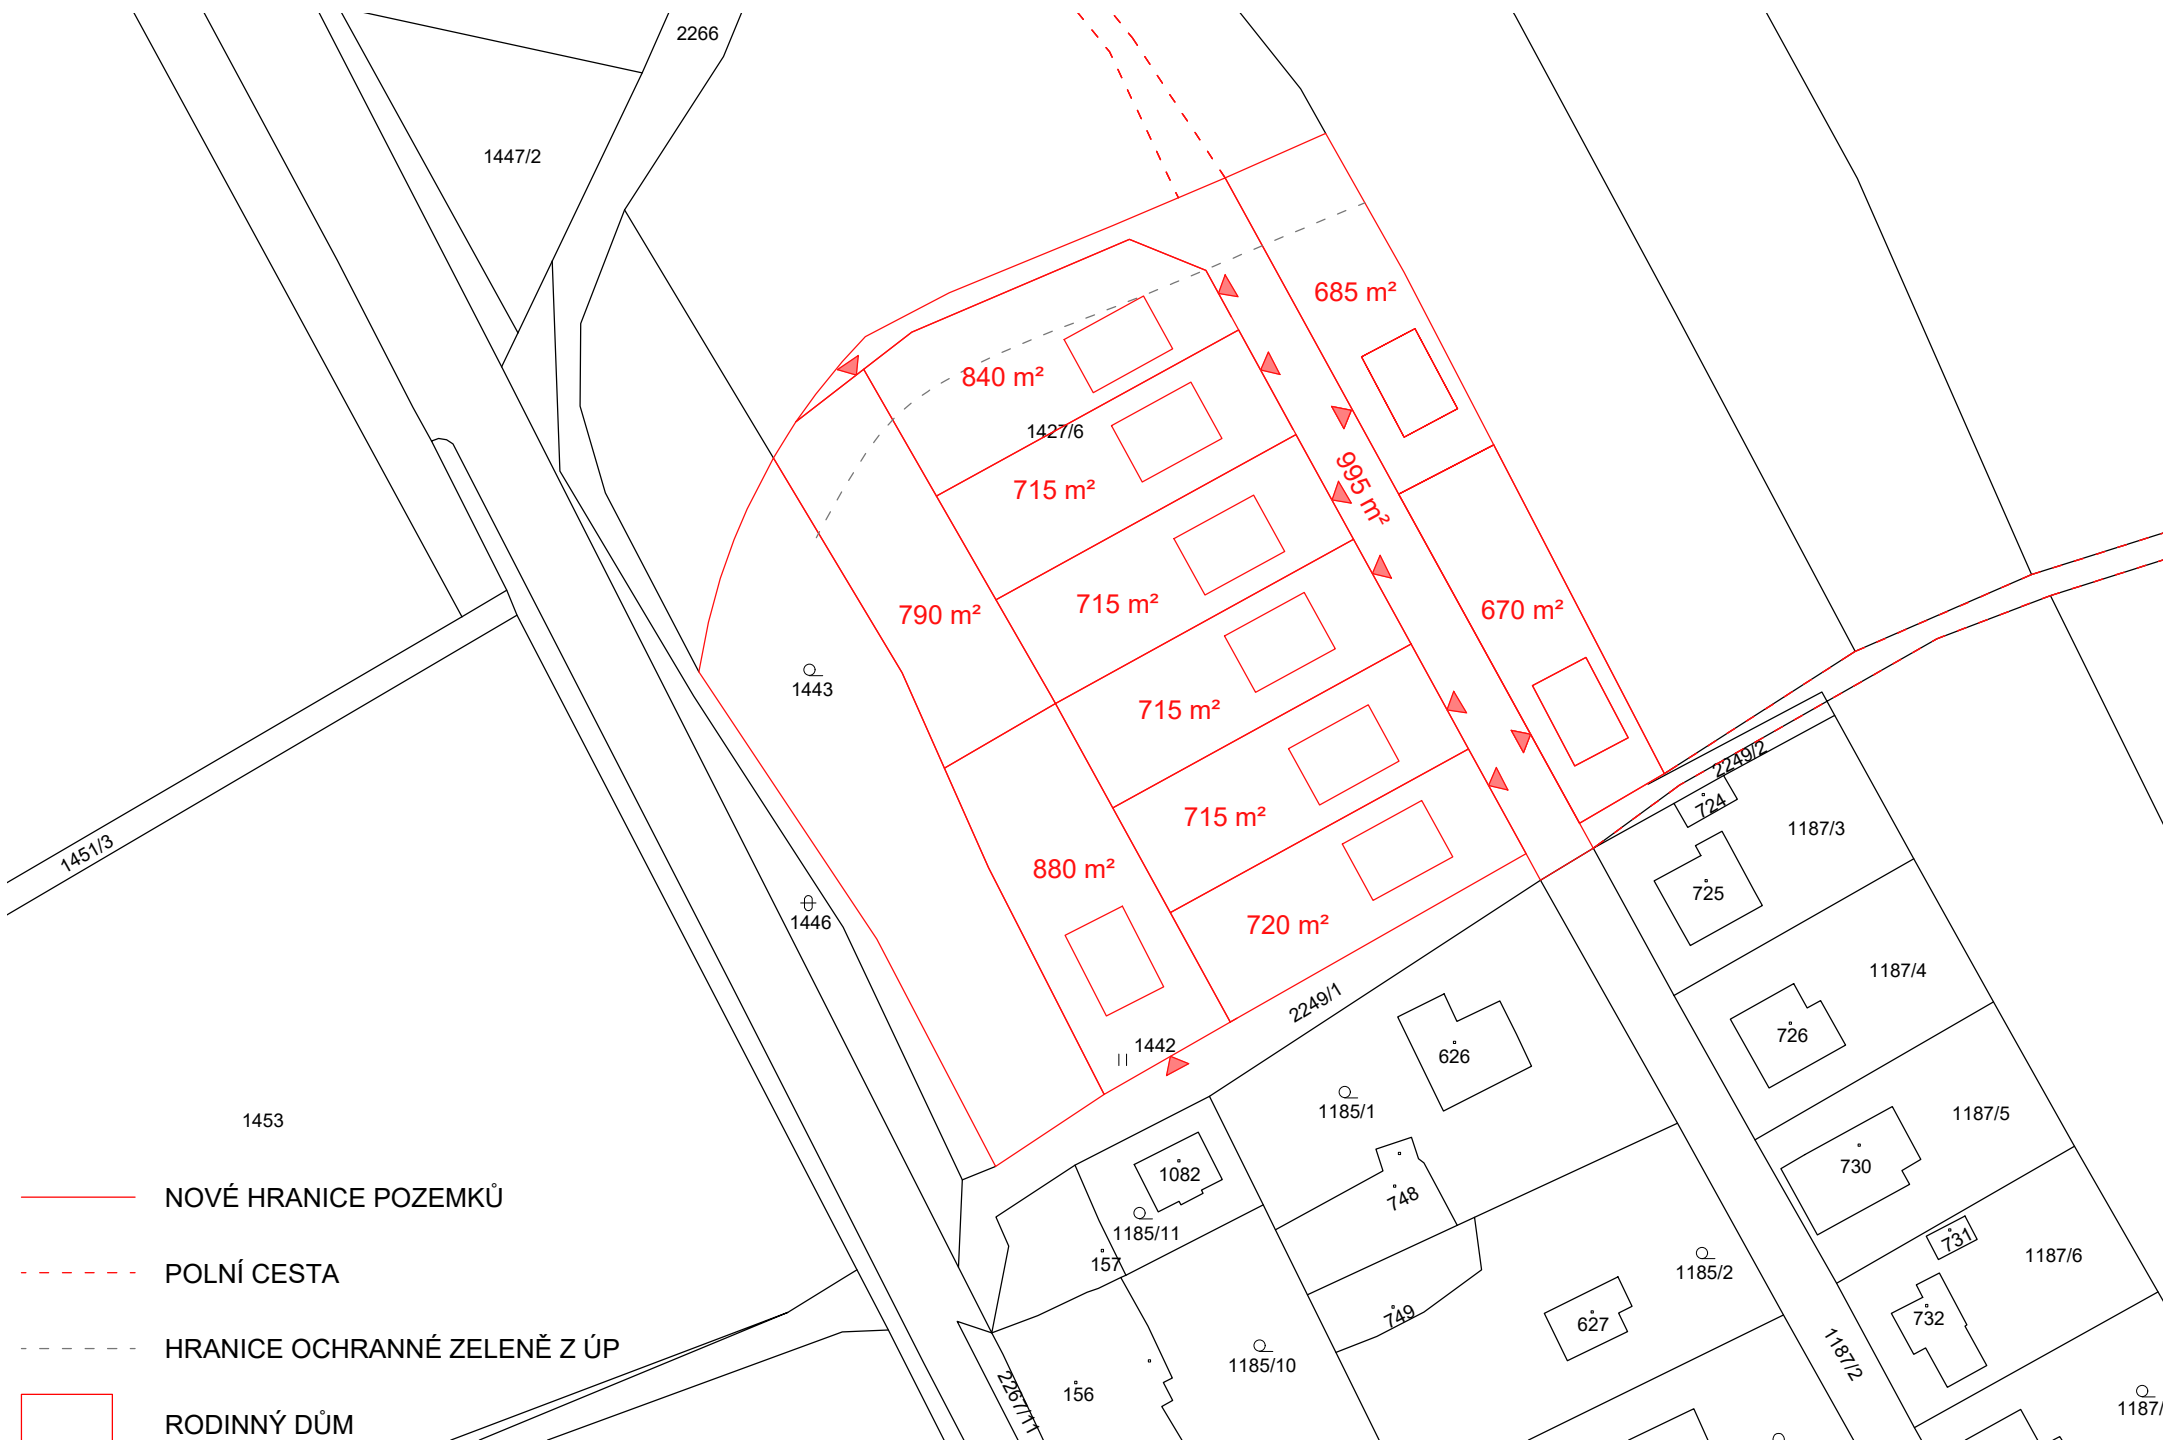 2266
1447/2
685 m²
840 m²
1427/6
715 m²
995 m²
715 m²
670 m²
790 m²
1443
715 m²
2249/2
724
715 m²
1187/3
1451/3
880 m²
725
1446
720 m²
1187/4
2249/1
726
1442
626
1453
1185/1
1187/5
1082
730
748
1185/11
731
157
1187/6
1185/2
749
627
732
1185/10
1187/2
156
2267/11
1187/
NOVÉ HRANICE POZEMKŮ
POLNÍ CESTA
HRANICE OCHRANNÉ ZELENĚ Z ÚP
RODINNÝ DŮM